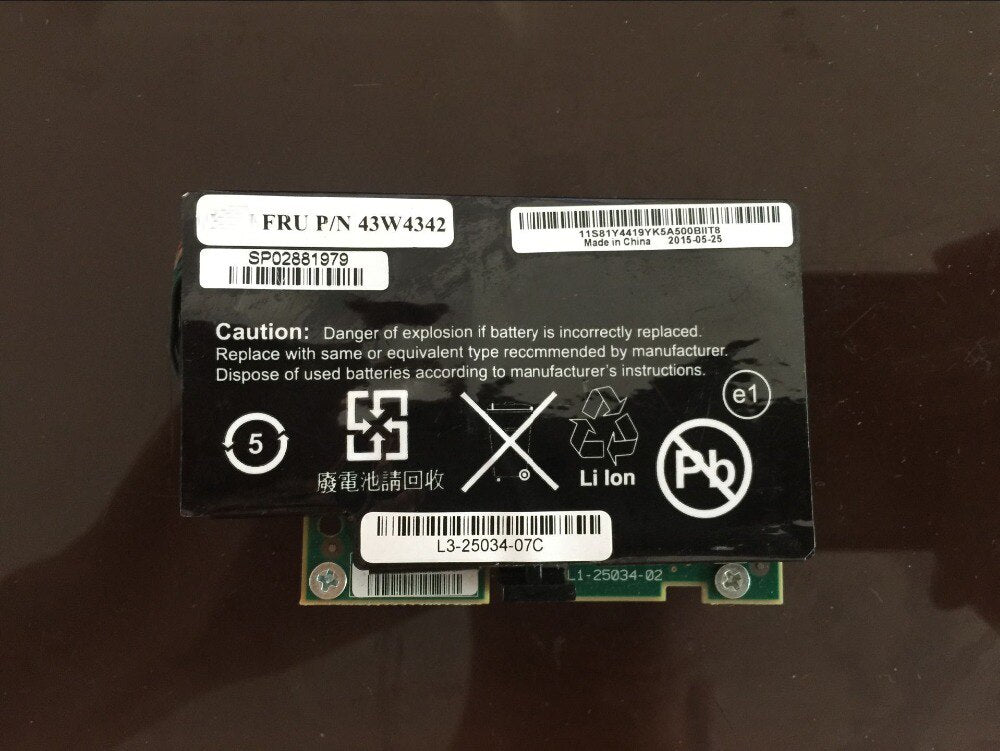 FRU P/N 43W4342
11S81Y4419YK5A500BIIT8
Made in China 2015-05-25
SP02881979
Caution: Danger of explosion if battery is incorrectly replaced.
Replace with same or equivalent type recmmended by manufacturer.
Dispose of used batteries according to manufacturer's instructions.
e1
5
廢電池請回收
Li Ion
Pb
L3-25034-07C
L1-25034-02